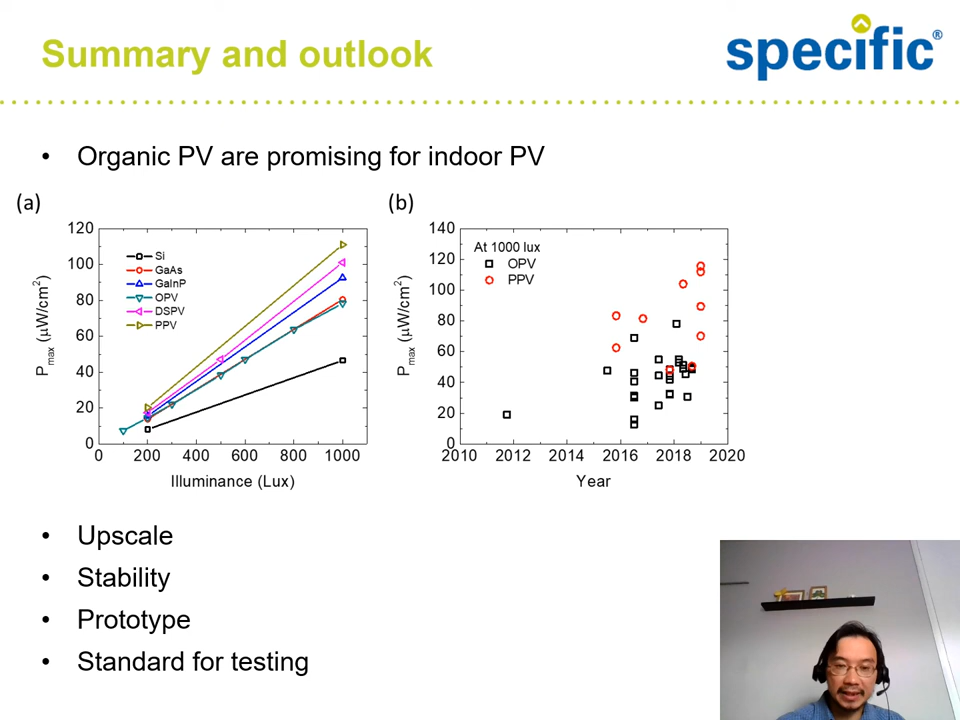 Summary and outlook
specific®
• Organic PV are promising for indoor PV
(a)
120
100
80
60
40
20
0
Pmax (μW/cm²)
Si
GaAs
GaInP
OPV
DSPV
PPV
0 200 400 600 800 1000
Illuminance (Lux)
(b)
140
120
100
80
60
40
20
0
Pmax (μW/cm²)
At 1000 lux
OPV
PPV
2010 2012 2014 2016 2018 2020
Year
• Upscale
• Stability
• Prototype
• Standard for testing